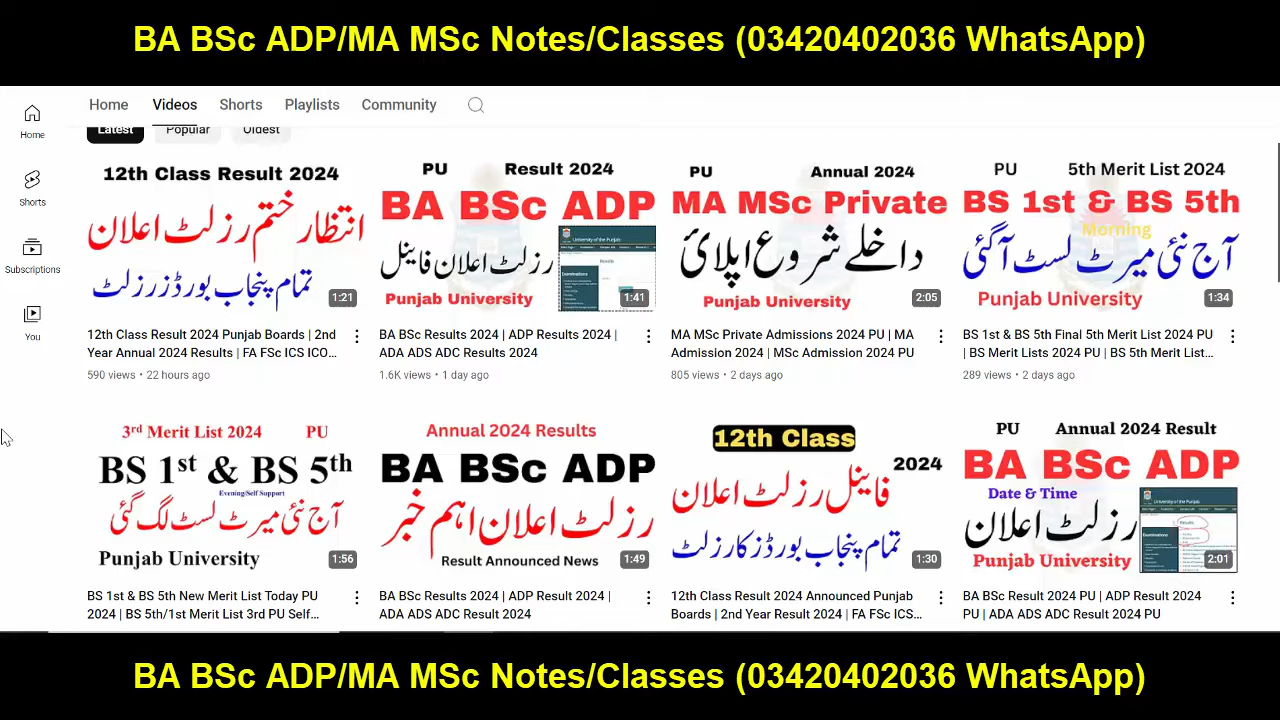 BA BSc ADP/MA MSc Notes/Classes (03420402036 WhatsApp)
Home Videos Shorts Playlists Community
Home
Shorts
Subscriptions
You
Latest Popular Oldest
12th Class Result 2024
انتظار ختم رزلٹ اعلان
تمام پنجاب بورڈز رزلٹ
1:21
12th Class Result 2024 Punjab Boards | 2nd
Year Annual 2024 Results | FA FSc ICS ICO...
590 views • 22 hours ago
PU Result 2024
BA BSc ADP
رزلٹ اعلان فائینل
University of the Punjab
Results
Punjab University
1:41
BA BSc Results 2024 | ADP Results 2024 |
ADA ADS ADC Results 2024
1.6K views • 1 day ago
PU Annual 2024
MA MSc Private
داخلے شروع اپلائ
Punjab University
2:05
MA MSc Private Admissions 2024 PU | MA
Admission 2024 | MSc Admission 2024 PU
805 views • 2 days ago
PU 5th Merit List 2024
BS 1st & BS 5th
Morning
آج نئی میرٹ لسٹ آگئی
Punjab University
1:34
BS 1st & BS 5th Final 5th Merit List 2024 PU
| BS Merit Lists 2024 PU | BS 5th Merit List...
289 views • 2 days ago
3rd Merit List 2024 PU
BS 1st & BS 5th
Evening/Self Support
آج نئی میرٹ لسٹ لگ گئی
Punjab University
1:56
BS 1st & BS 5th New Merit List Today PU
2024 | BS 5th/1st Merit List 3rd PU Self...
Annual 2024 Results
BA BSc ADP
رزلٹ اعلان اہم خبر
Result Announced News
1:49
BA BSc Results 2024 | ADP Result 2024 |
ADA ADS ADC Result 2024
12th Class
2024
فائینل رزلٹ اعلان
تمام پنجاب بورڈز کا رزلٹ
1:30
12th Class Result 2024 Announced Punjab
Boards | 2nd Year Result 2024 | FA FSc ICS...
PU Annual 2024 Result
BA BSc ADP
Date & Time
رزلٹ اعلان
University of the Punjab
Results
Punjab University
2:01
BA BSc Result 2024 PU | ADP Result 2024
PU | ADA ADS ADC Result 2024 PU
BA BSc ADP/MA MSc Notes/Classes (03420402036 WhatsApp)